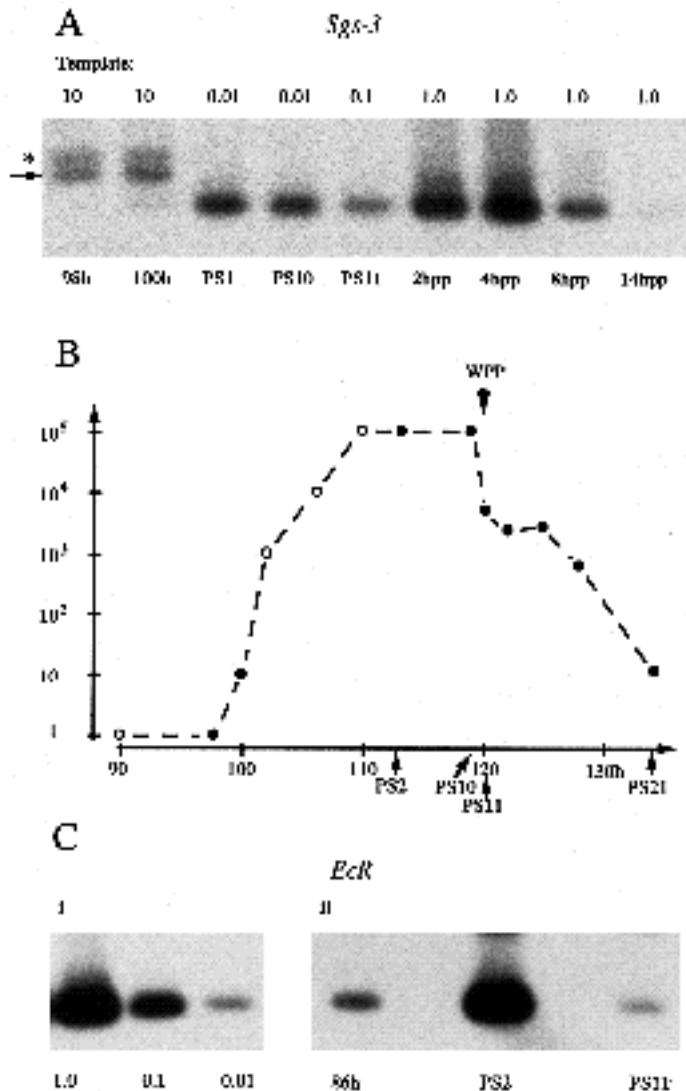 A
Sgs-3
Template:
10 10 0.01 0.01 0.1 1.0 1.0 1.0 1.0
*
98h 100h PS1 PS10 PS11 2hpp 4hpp 8hpp 14hpp
B
WPP
10⁵
10⁴
10³
10²
10
1
90 100 110 120 130h
PS2 PS10 PS21
PS11
C
EcR
I II
1.0 0.1 0.01 86h PS2 PS11